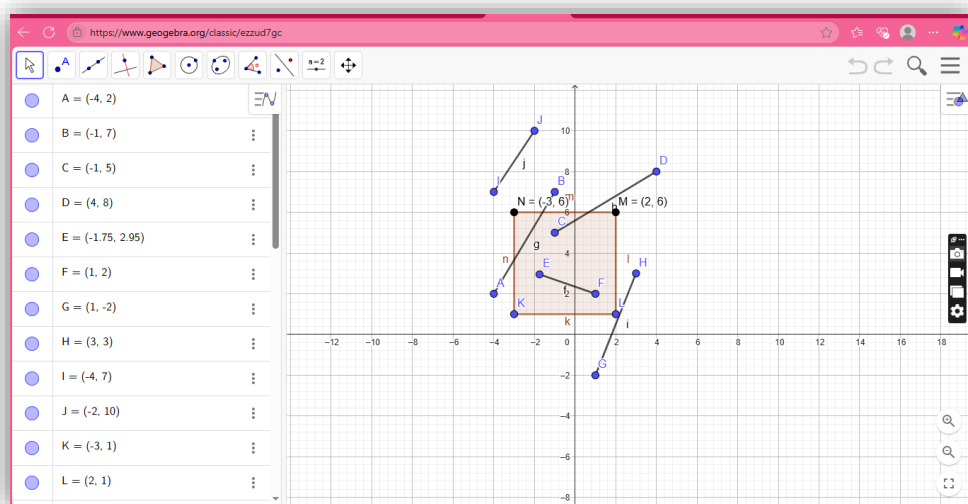 https://www.geogebra.org/classic/ezzud7gc
A
a=2
A = (-4, 2)
B = (-1, 7)
C = (-1, 5)
D = (4, 8)
E = (-1.75, 2.95)
F = (1, 2)
G = (1, -2)
H = (3, 3)
I = (-4, 7)
J = (-2, 10)
K = (-3, 1)
L = (2, 1)
J
10
j
D
8
I
B
m
N = (-3, 6)
h
M = (2, 6)
6
C
g
4
n
E
l
H
A
f
F
2
K
L
k
i
-12
-10
-8
-6
-4
-2
0
2
4
6
8
10
12
14
16
18
G
-2
-4
-6
-8